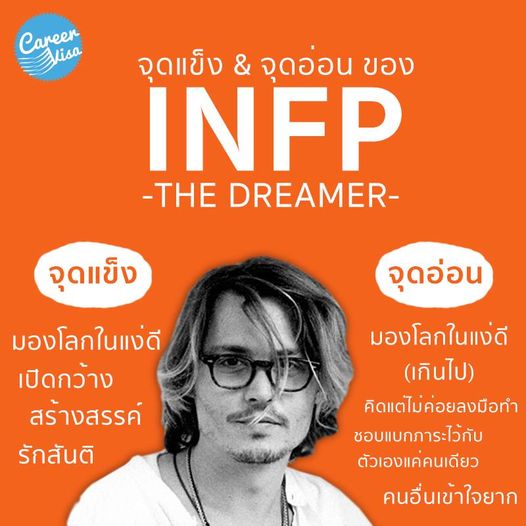 Career
Visa
จุดแข็ง & จุดอ่อน ของ
INFP
-THE DREAMER-
จุดแข็ง
มองโลกในแง่ดี
เปิดกว้าง
สร้างสรรค์
รักสันติ
จุดอ่อน
มองโลกในแง่ดี
(เกินไป)
คิดแต่ไม่ค่อยลงมือทำ
ชอบแบกภาระไว้กับ
ตัวเองแค่คนเดียว
คนอื่นเข้าใจยาก